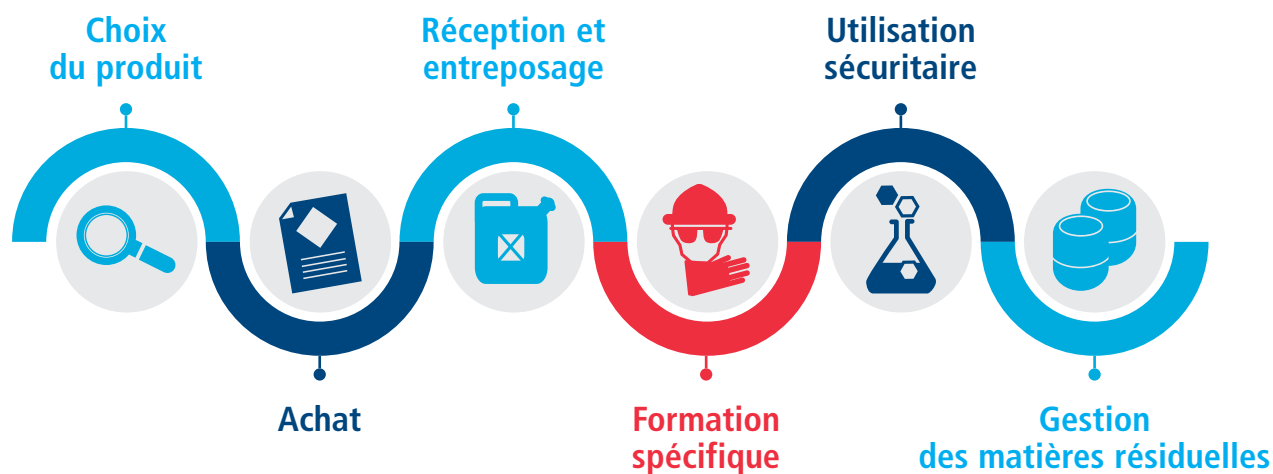 Choix
du produit
Achat
Réception et
entreposage
Formation
spécifique
Utilisation
sécuritaire
Gestion
des matières résiduelles